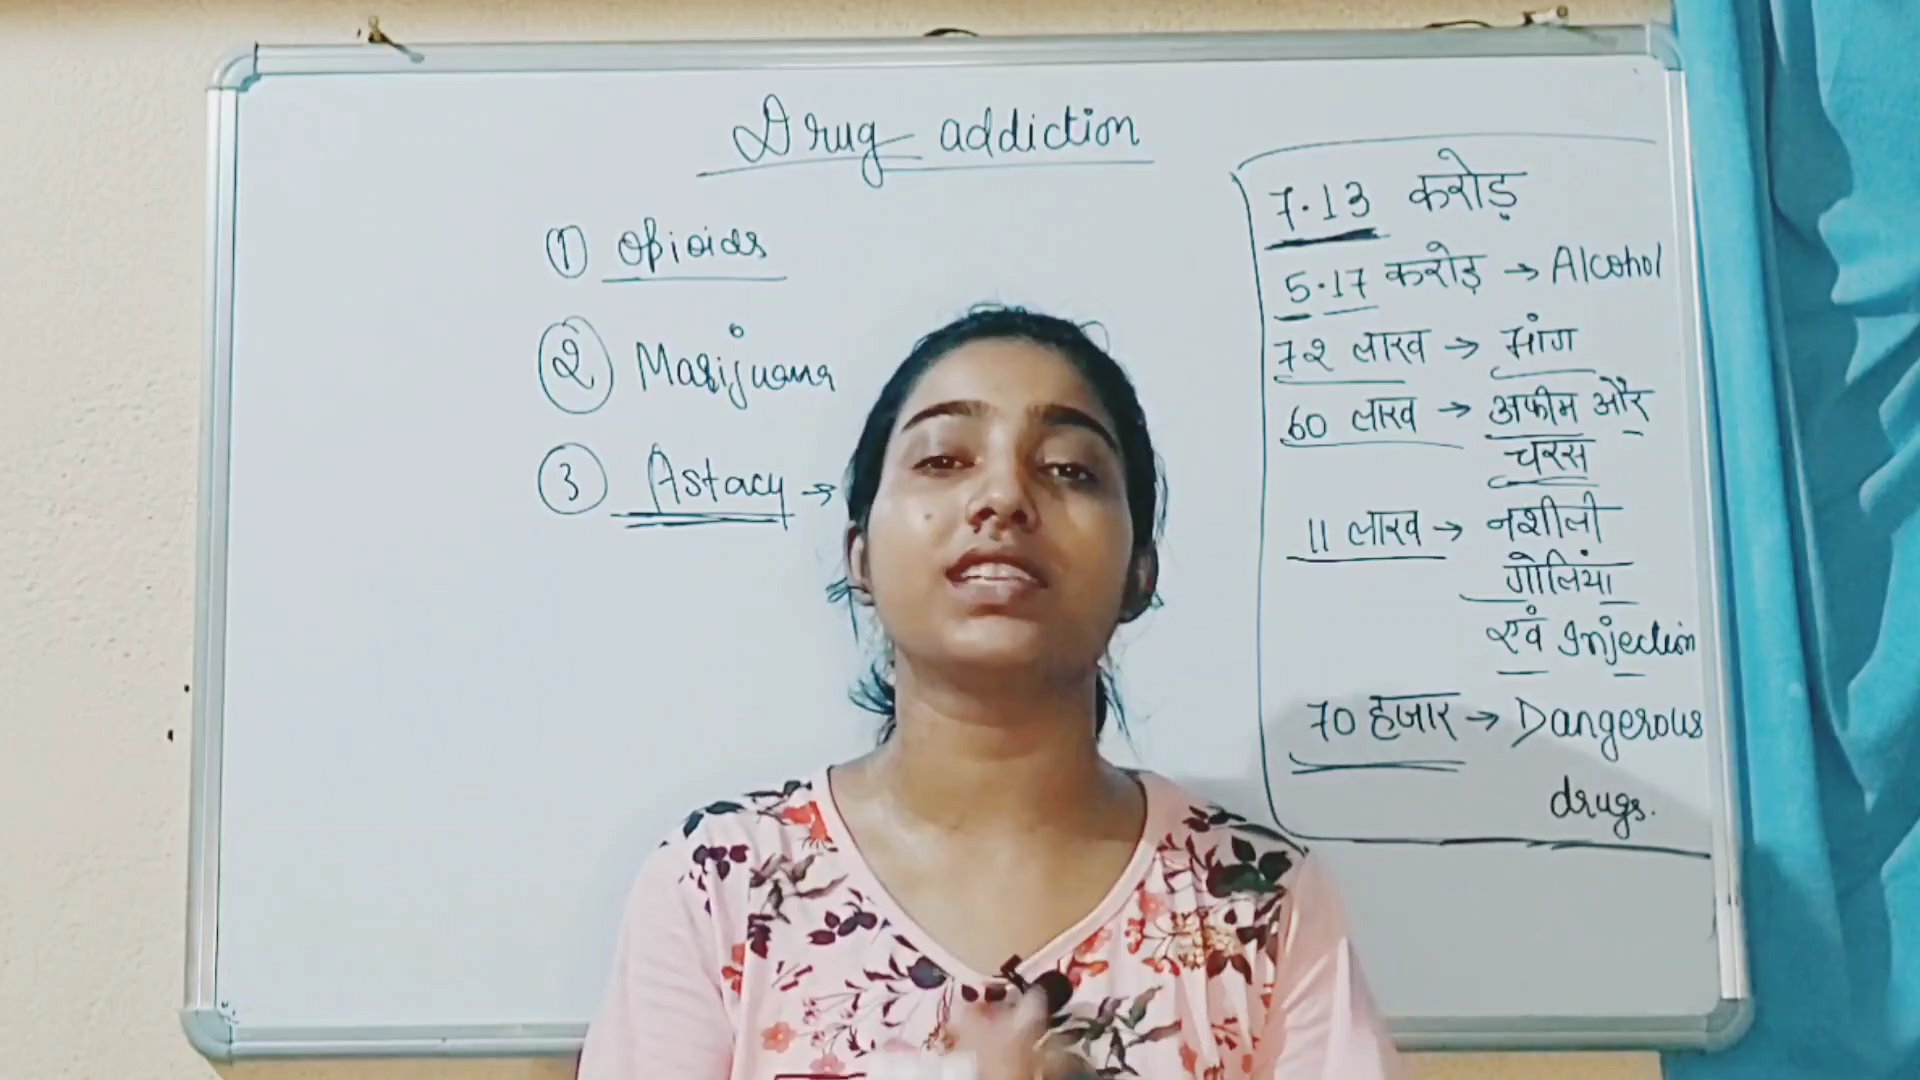 Drug addiction
① Opioids
② Marijuana
③ Astacy →
7.13 करोड़
5.17 करोड़ → Alcohol
72 लाख → भांग
60 लाख → अफीम और
चरस
11 लाख → नशीली
गोलियां
एवं Injection
70 हजार → Dangerous
drugs.